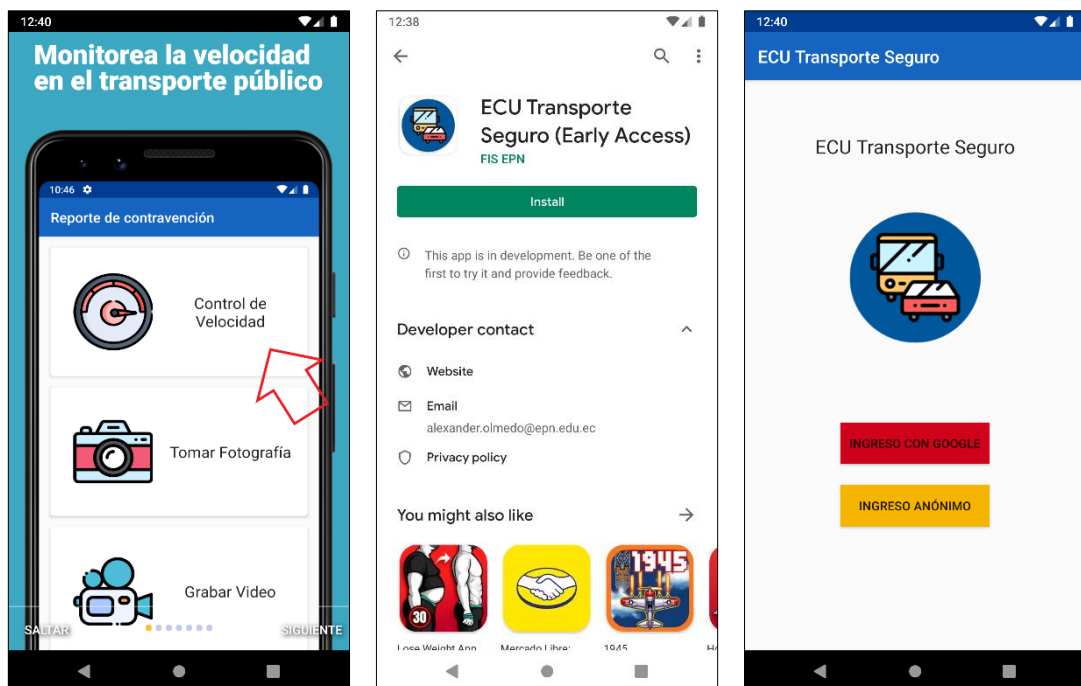 12:40
Monitorea la velocidad
en el transporte público
10:46
Reporte de contravención
Control de
Velocidad
Tomar Fotografía
Grabar Video
SALTAR
SIGUIENTE
12:38
ECU Transporte
Seguro (Early Access)
FIS EPN
Install
This app is in development. Be one of the
first to try it and provide feedback.
Developer contact
Website
Email
alexander.olmedo@epn.edu.ec
Privacy policy
You might also like
30
1945
Lose Weight App
Mercado Libre:
1945
12:40
ECU Transporte Seguro
ECU Transporte Seguro
INGRESO CON GOOGLE
INGRESO ANÓNIMO